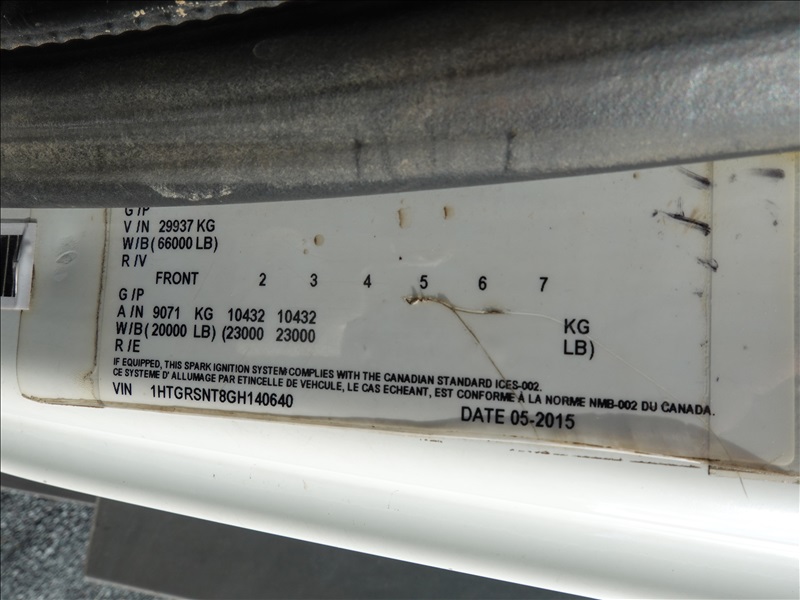 G /P
V /N 29937 KG
W/B( 66000 LB)
R /V
FRONT 2 3 4 5 6 7
G /P
A /N 9071 KG 10432 10432 KG
W/B( 20000 LB) (23000 23000 LB)
R /E
IF EQUIPPED, THIS SPARK IGNITION SYSTEM COMPLIES WITH THE CANADIAN STANDARD ICES-002.
CE SYSTEME D' ALLUMAGE PAR ETINCELLE DE VEHICULE, LE CAS ECHEANT, EST CONFORME À LA NORME NMB-002 DU CANADA.
VIN 1HTGRSNT8GH140640 DATE 05-2015